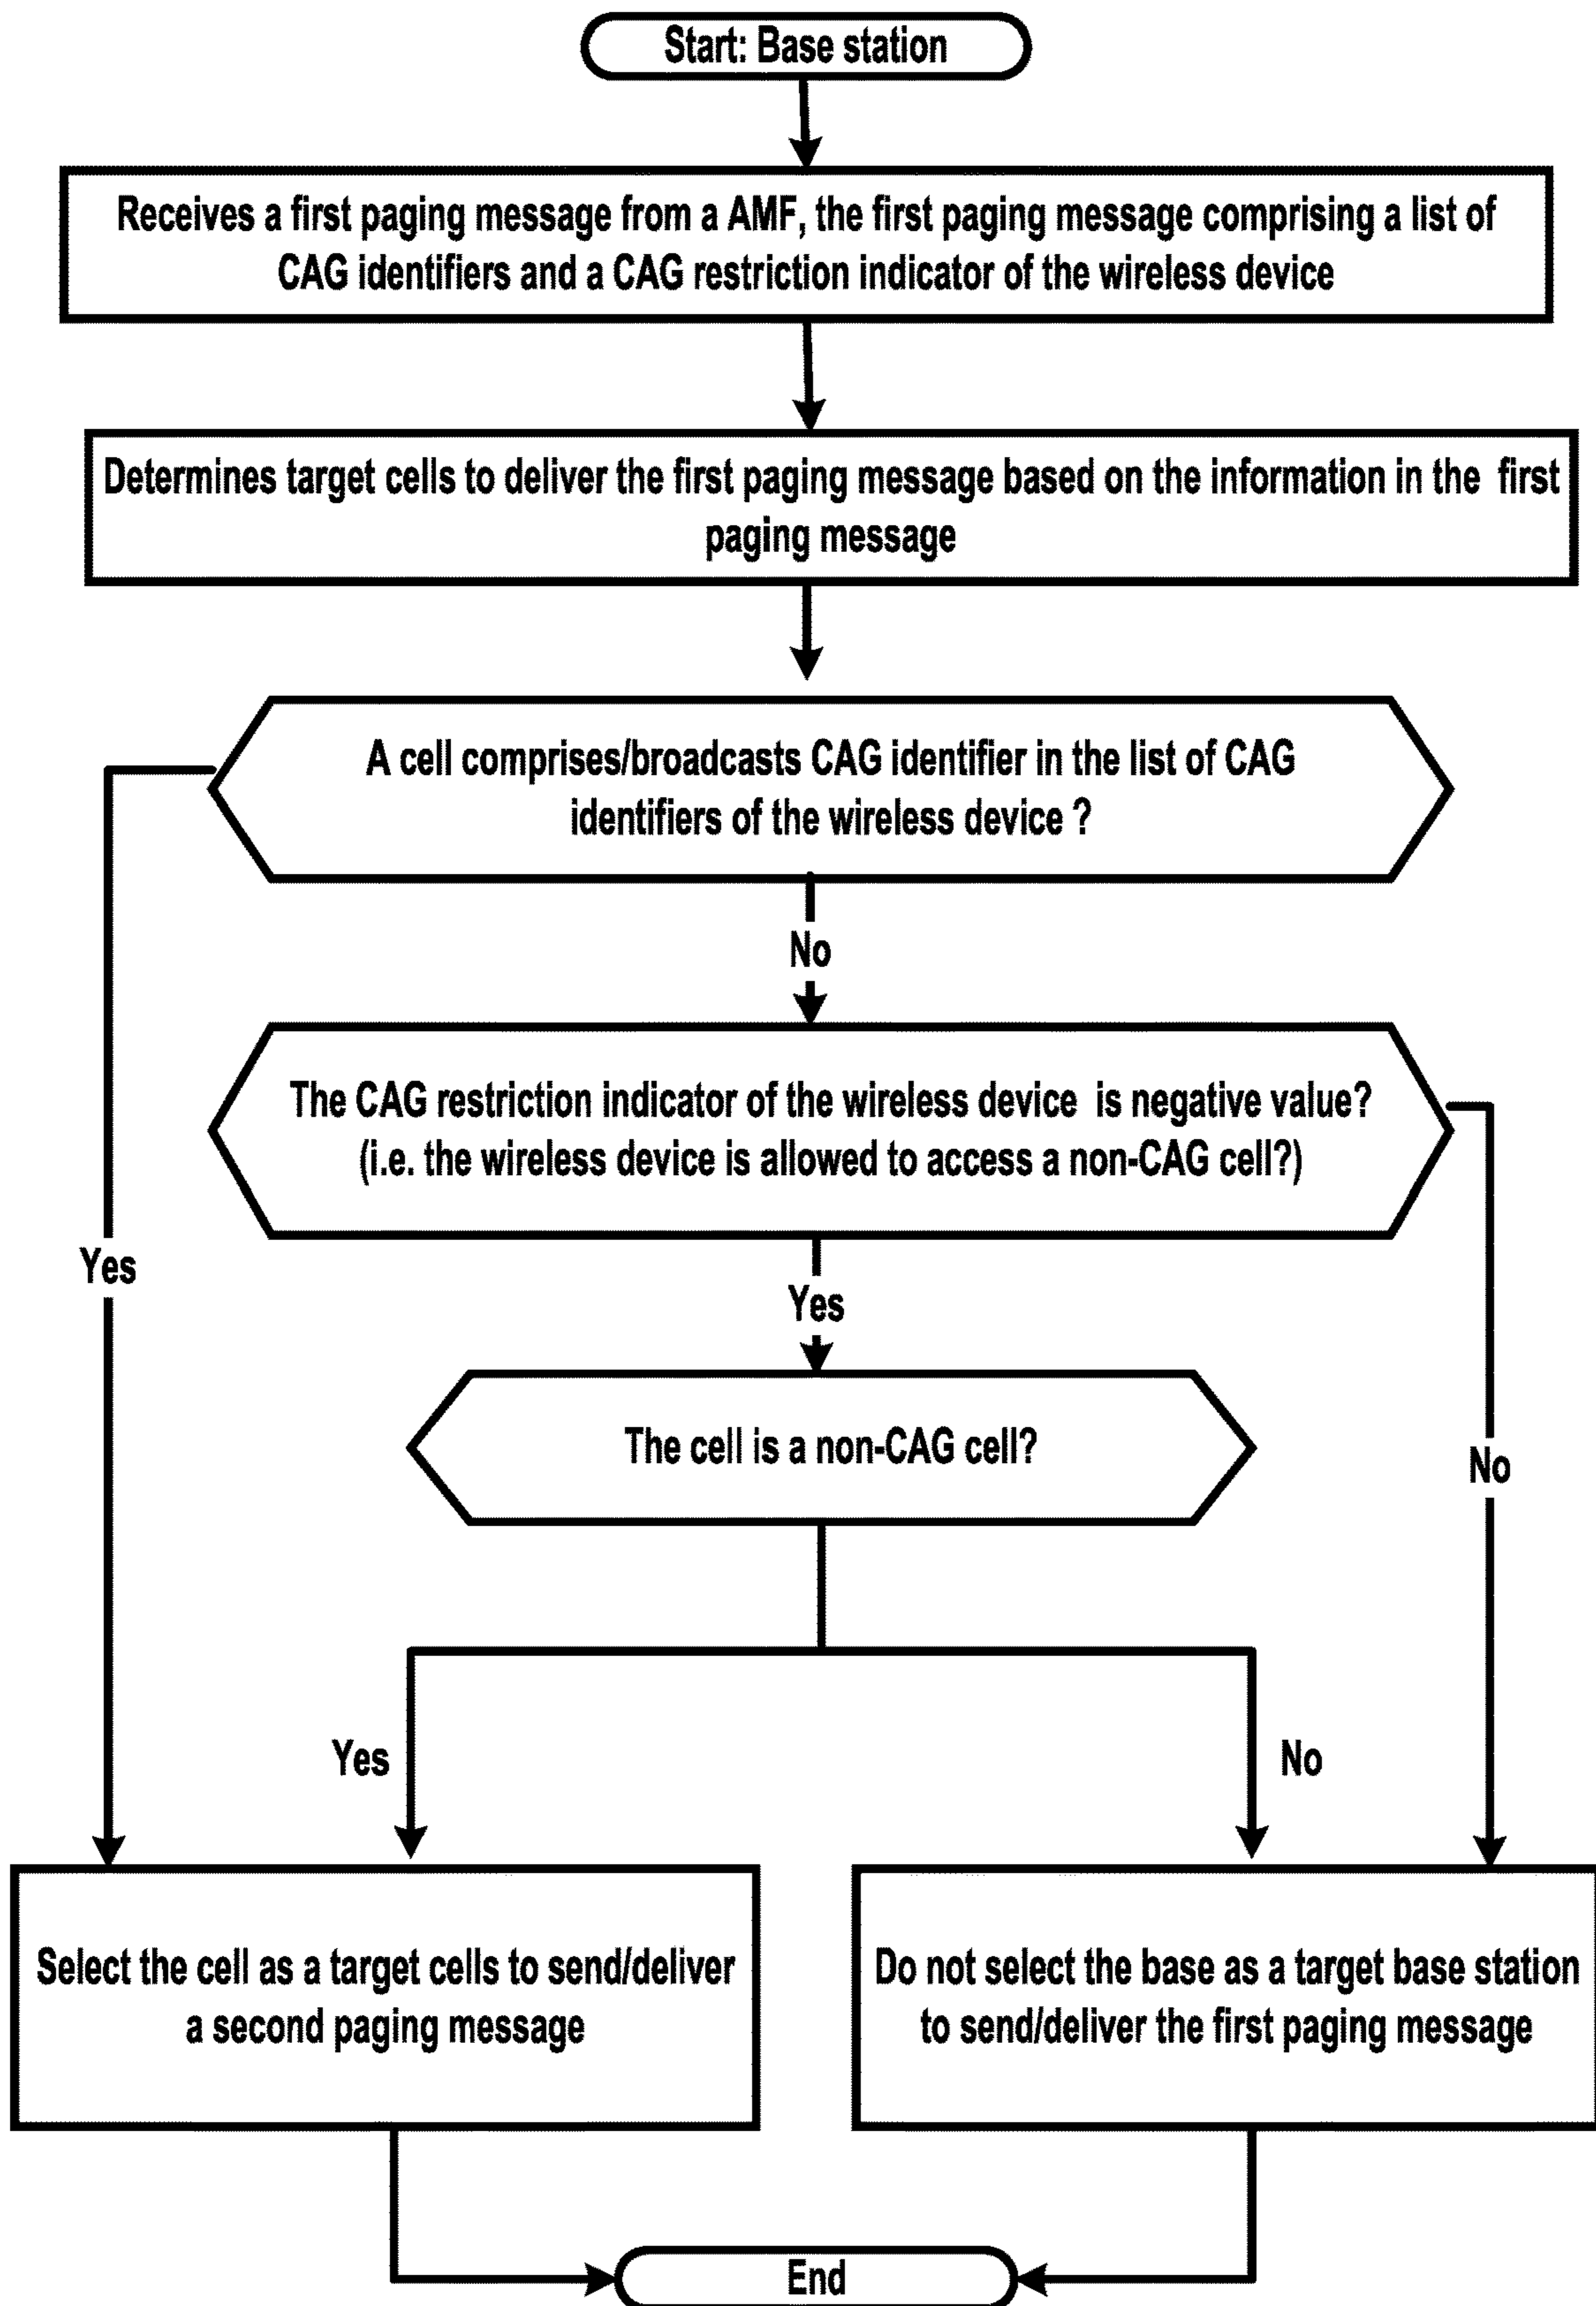 Start: Base station
Receives a first paging message from a AMF, the first paging message comprising a list of
CAG identifiers and a CAG restriction indicator of the wireless device
Determines target cells to deliver the first paging message based on the information in the first
paging message
A cell comprises/broadcasts CAG identifier in the list of CAG
identifiers of the wireless device ?
No
The CAG restriction indicator of the wireless device is negative value?
(i.e. the wireless device is allowed to access a non-CAG cell?)
Yes
Yes
The cell is a non-CAG cell?
No
Yes
No
Select the cell as a target cells to send/deliver
a second paging message
Do not select the base as a target base station
to send/deliver the first paging message
End